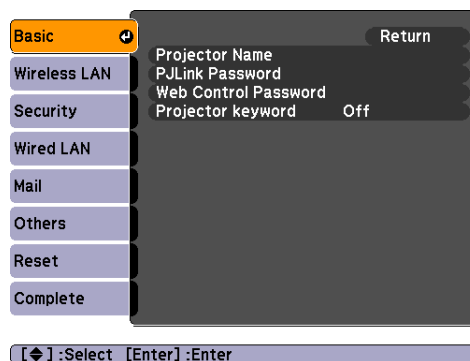 Basic
Return
Projector Name
Wireless LAN
PJLink Password
Web Control Password
Security
Projector keyword Off
Wired LAN
Mail
Others
Reset
Complete
[◆] :Select [Enter] :Enter